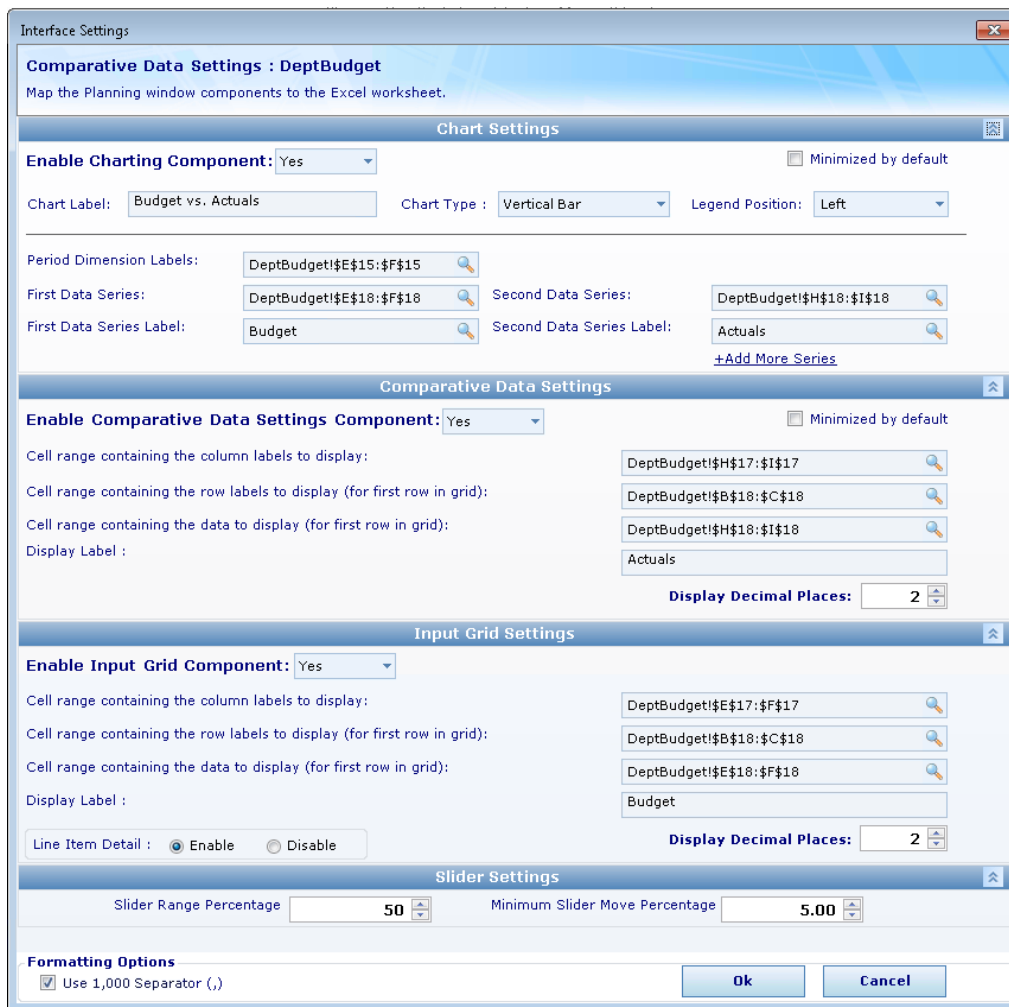 Interface Settings
Comparative Data Settings : DeptBudget
Map the Planning window components to the Excel worksheet.
Chart Settings
Enable Charting Component: Yes Minimized by default
Chart Label: Budget vs. Actuals Chart Type : Vertical Bar Legend Position: Left
Period Dimension Labels: DeptBudget!$E$15:$F$15
First Data Series: DeptBudget!$E$18:$F$18 Second Data Series: DeptBudget!$H$18:$I$18
First Data Series Label: Budget Second Data Series Label: Actuals
+Add More Series
Comparative Data Settings
Enable Comparative Data Settings Component: Yes Minimized by default
Cell range containing the column labels to display: DeptBudget!$H$17:$I$17
Cell range containing the row labels to display (for first row in grid): DeptBudget!$B$18:$C$18
Cell range containing the data to display (for first row in grid): DeptBudget!$H$18:$I$18
Display Label : Actuals
Display Decimal Places: 2
Input Grid Settings
Enable Input Grid Component: Yes
Cell range containing the column labels to display: DeptBudget!$E$17:$F$17
Cell range containing the row labels to display (for first row in grid): DeptBudget!$B$18:$C$18
Cell range containing the data to display (for first row in grid): DeptBudget!$E$18:$F$18
Display Label : Budget
Line Item Detail : Enable Disable Display Decimal Places: 2
Slider Settings
Slider Range Percentage 50 Minimum Slider Move Percentage 5.00
Formatting Options
Use 1,000 Separator (,) Ok Cancel